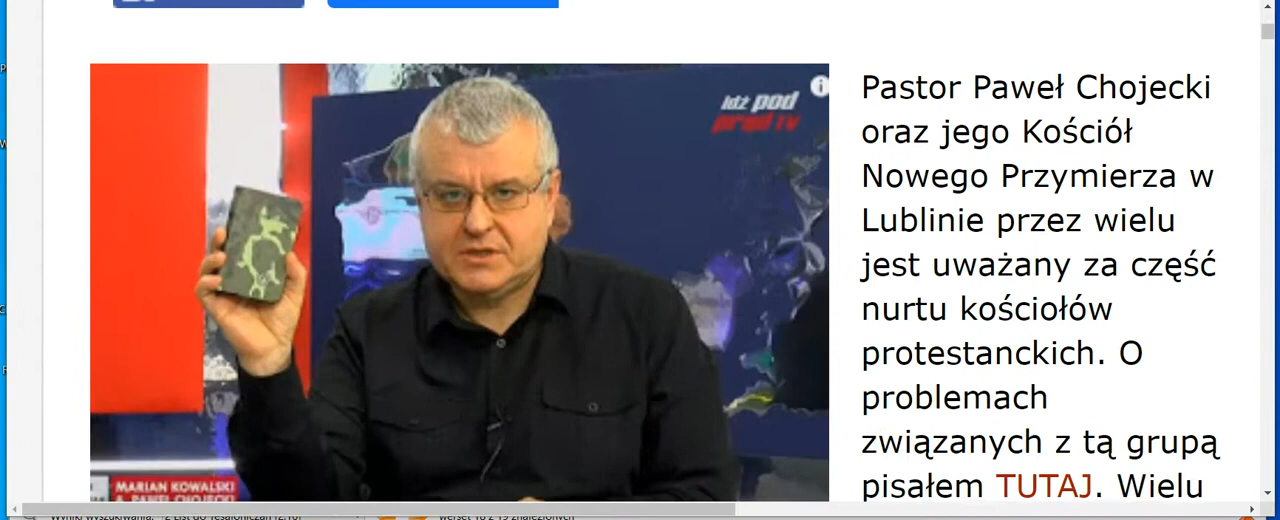 idź pod
prąd TV
Pastor Paweł Chojecki
oraz jego Kościół
Nowego Przymierza w
Lublinie przez wielu
jest uważany za część
nurtu kościołów
protestanckich. O
problemach
związanych z tą grupą
pisałem TUTAJ. Wielu
MARIAN KOWALSKI
& PAWEŁ CHOJECKI